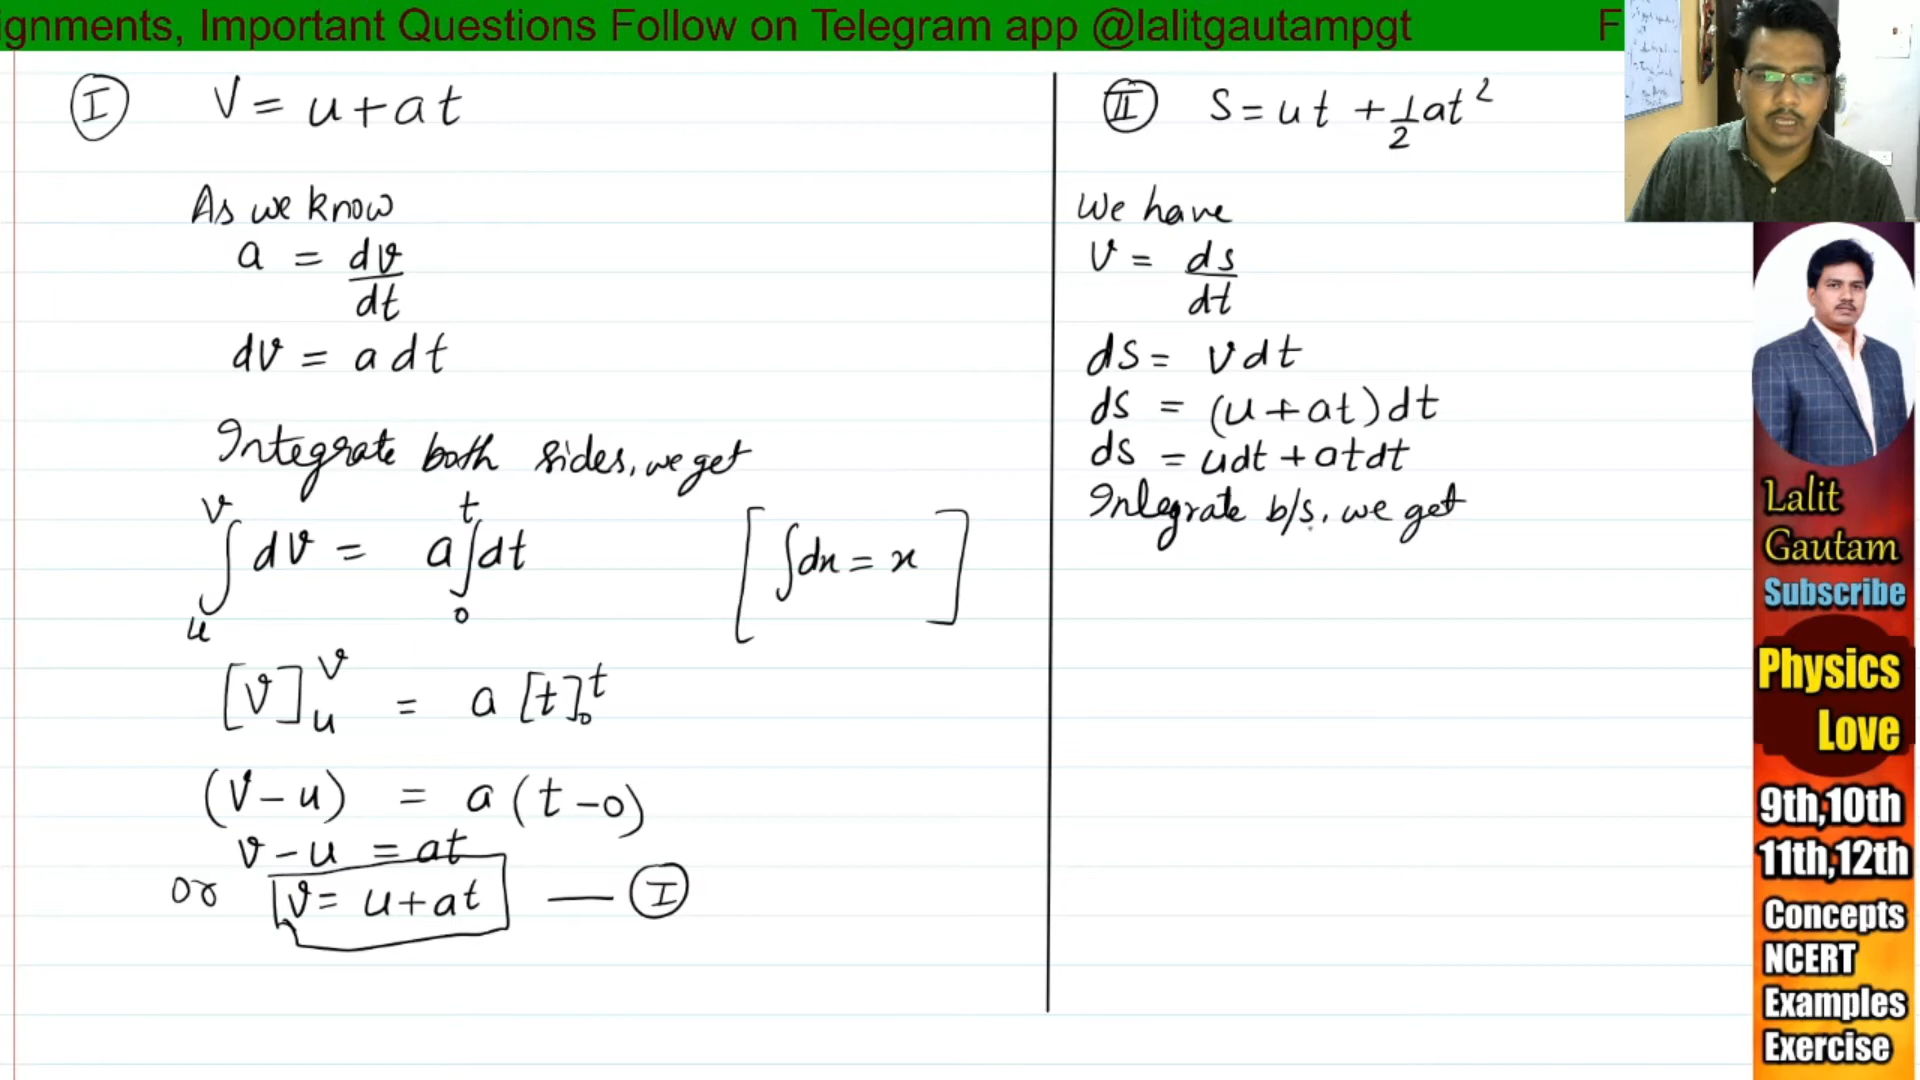 ignments, Important Questions Follow on Telegram app @lalitgautampgt F
I V = u + at
As we know
a = dv/dt
dv = a dt
Integrate both sides, we get
∫ᵤᵛ dv = a ∫₀ᵗ dt [∫dx = x]
[v]ᵤᵛ = a [t]₀ᵗ
(v - u) = a (t - 0)
v - u = at
or v = u + at — I
II S = ut + 1/2 at²
We have
v = ds/dt
ds = v dt
ds = (u + at) dt
ds = udt + atdt
Integrate b/s, we get
Lalit
Gautam
Subscribe
Physics
Love
9th,10th
11th,12th
Concepts
NCERT
Examples
Exercise